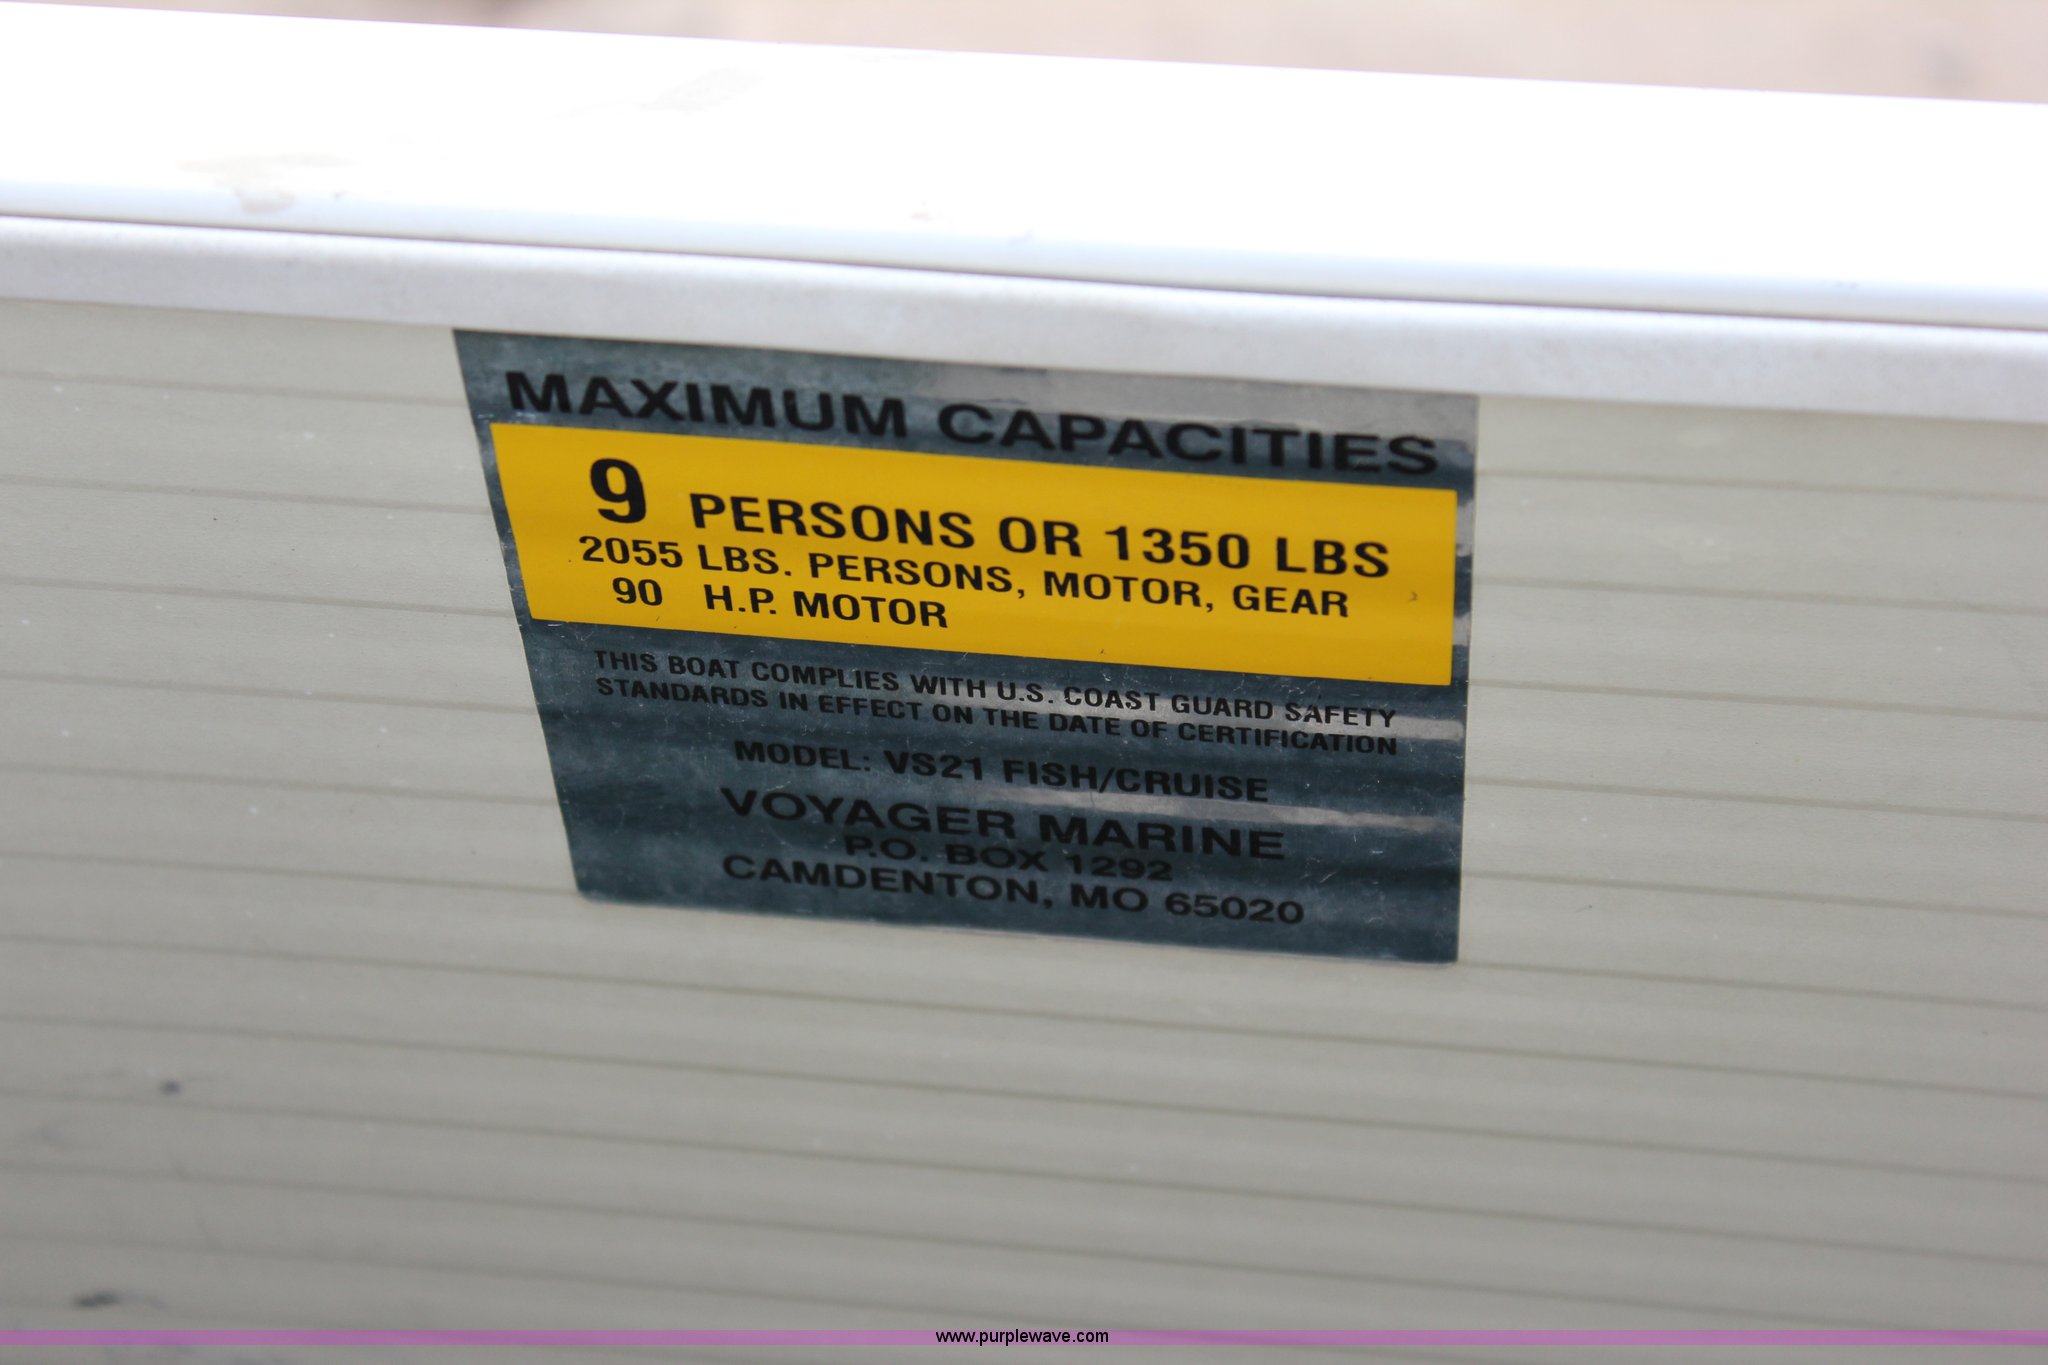 MAXIMUM CAPACITIES
9 PERSONS OR 1350 LBS
2055 LBS. PERSONS, MOTOR, GEAR
90 H.P. MOTOR
THIS BOAT COMPLIES WITH U.S. COAST GUARD SAFETY
STANDARDS IN EFFECT ON THE DATE OF CERTIFICATION
MODEL: VS21 FISH/CRUISE
VOYAGER MARINE
P.O. BOX 1292
CAMDENTON, MO 65020
www.purplewave.com